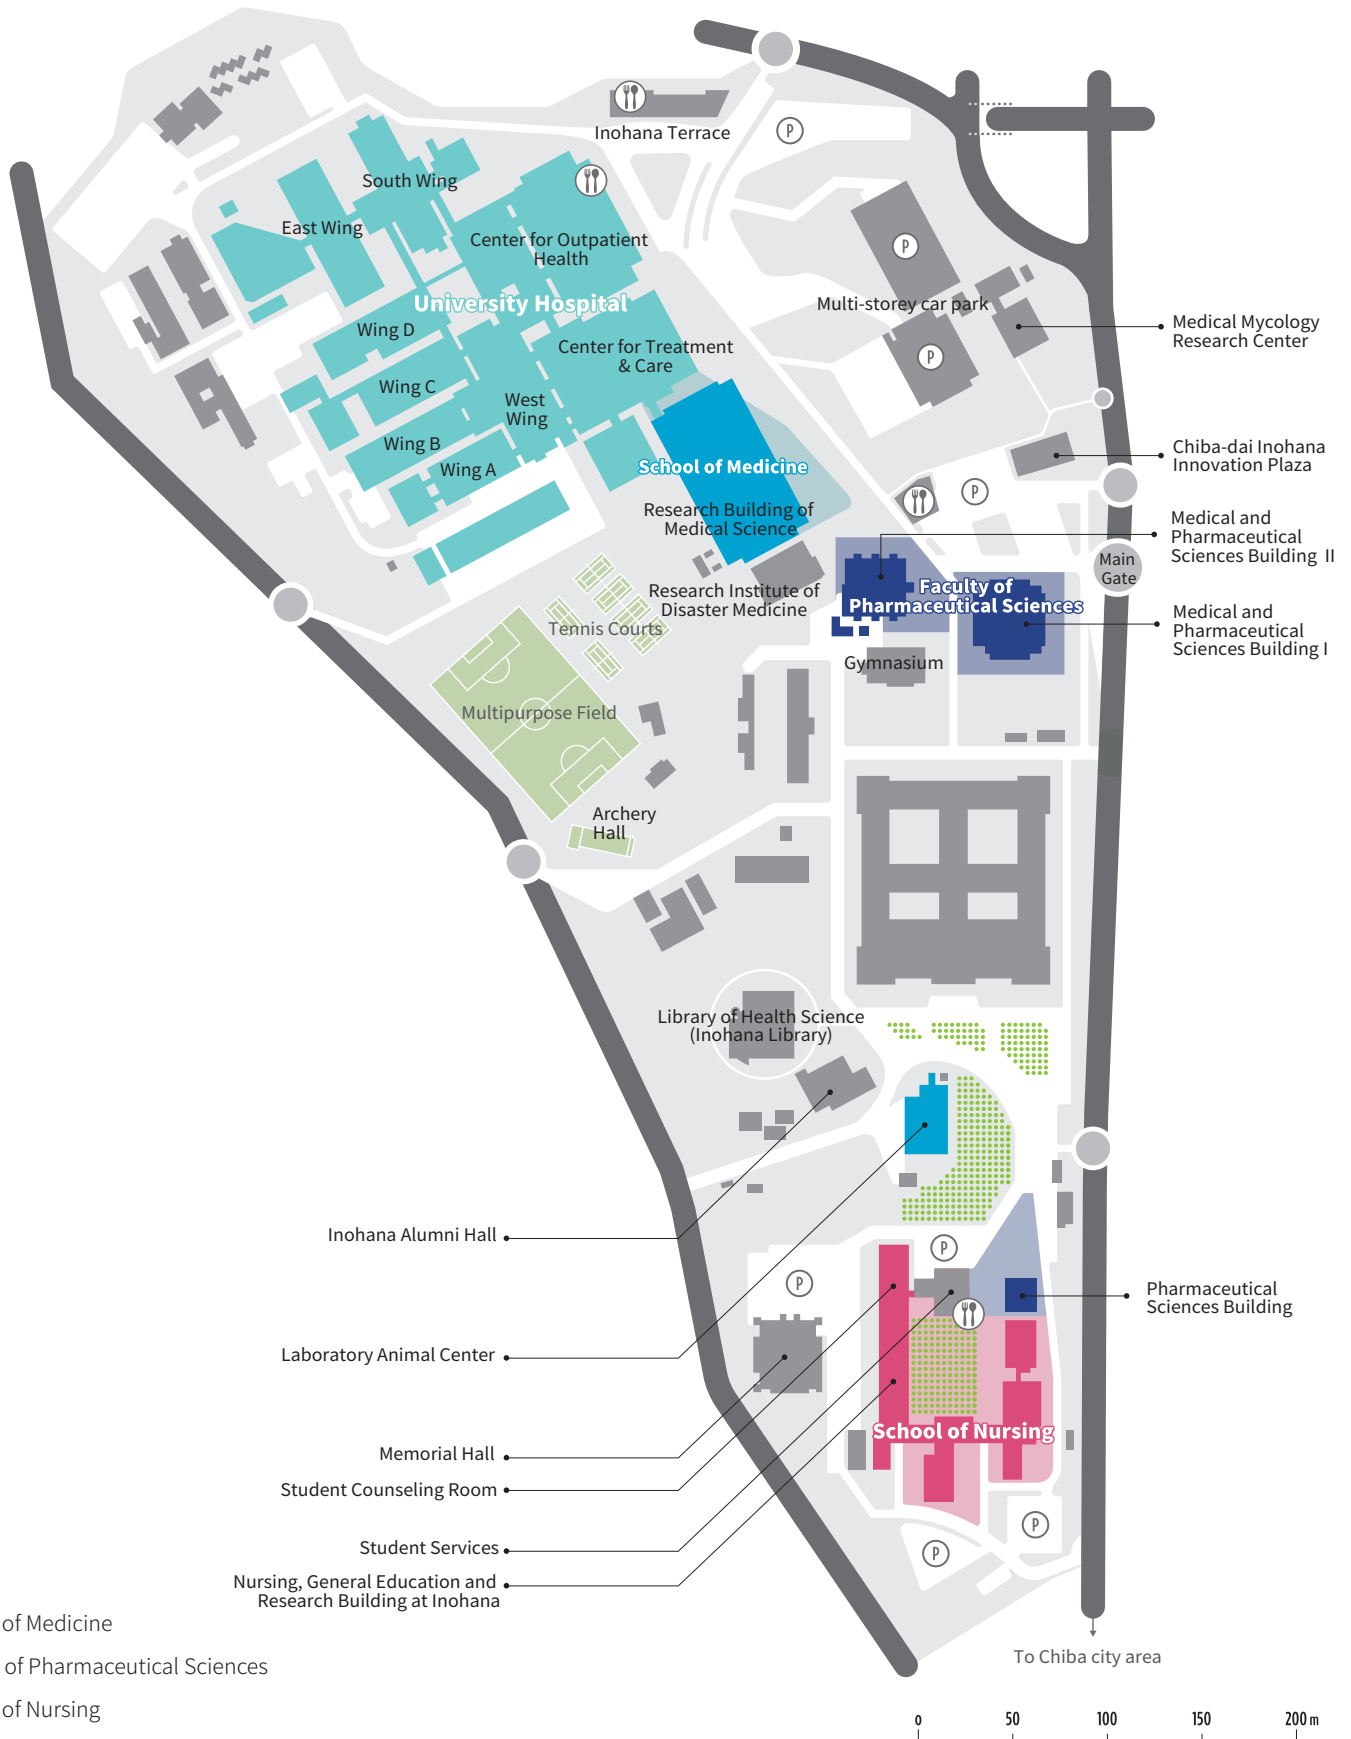 Inohana Terrace
P
South Wing
East Wing
Center for Outpatient
Health
P
University Hospital
Multi-storey car park
Medical Mycology
Research Center
Wing D
Center for Treatment
& Care
P
Wing C
West
Wing
Wing B
Wing A
Chiba-dai Inohana
Innovation Plaza
School of Medicine
P
Research Building of
Medical Science
Medical and
Pharmaceutical
Sciences Building II
Main
Gate
Research Institute of
Disaster Medicine
Faculty of
Pharmaceutical Sciences
Medical and
Pharmaceutical
Sciences Building I
Tennis Courts
Gymnasium
Multipurpose Field
Archery
Hall
Library of Health Science
(Inohana Library)
Inohana Alumni Hall
P
P
Pharmaceutical
Sciences Building
Laboratory Animal Center
School of Nursing
Memorial Hall
Student Counseling Room
P
Student Services
P
Nursing, General Education and
Research Building at Inohana
of Medicine
To Chiba city area
of Pharmaceutical Sciences
of Nursing
0 50 100 150 200 m